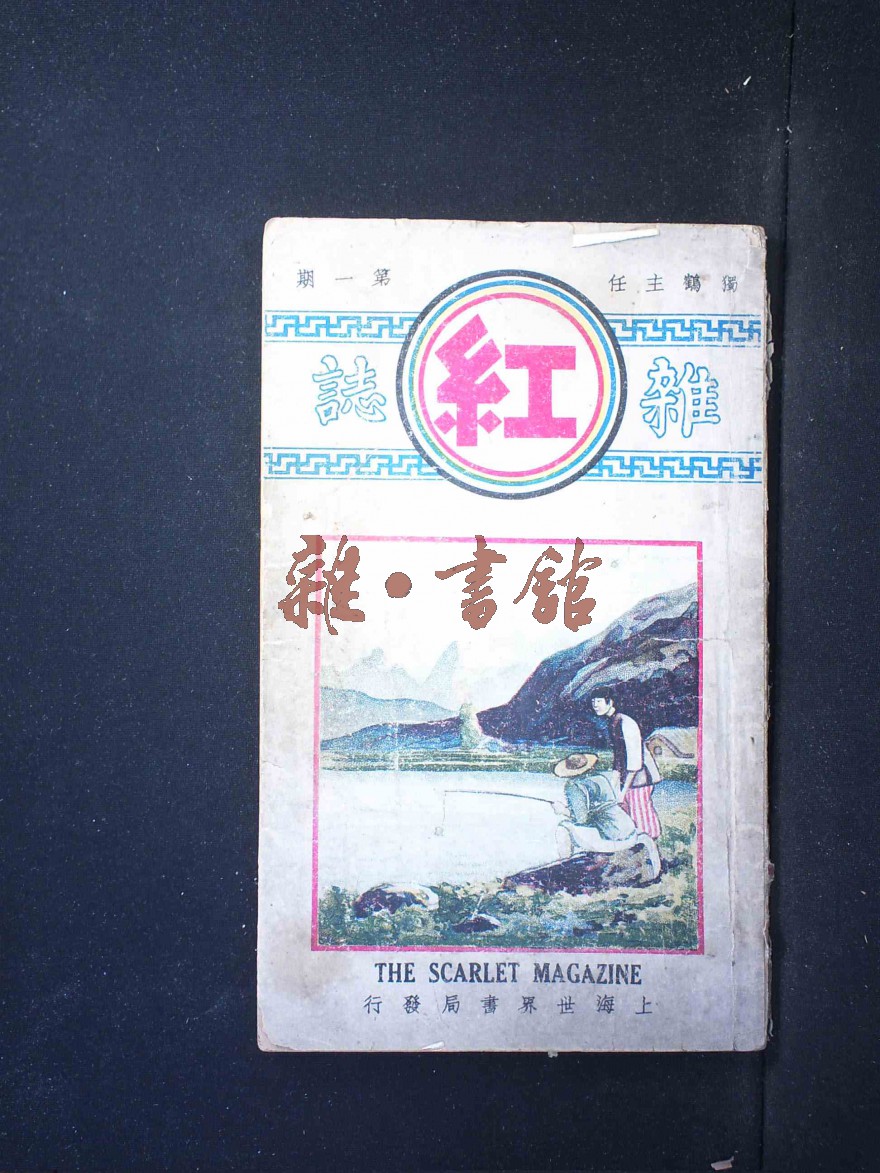 獨鶴主任 第一期
紅
雑誌
雜•書館
THE SCARLET MAGAZINE
上海世界書局發行